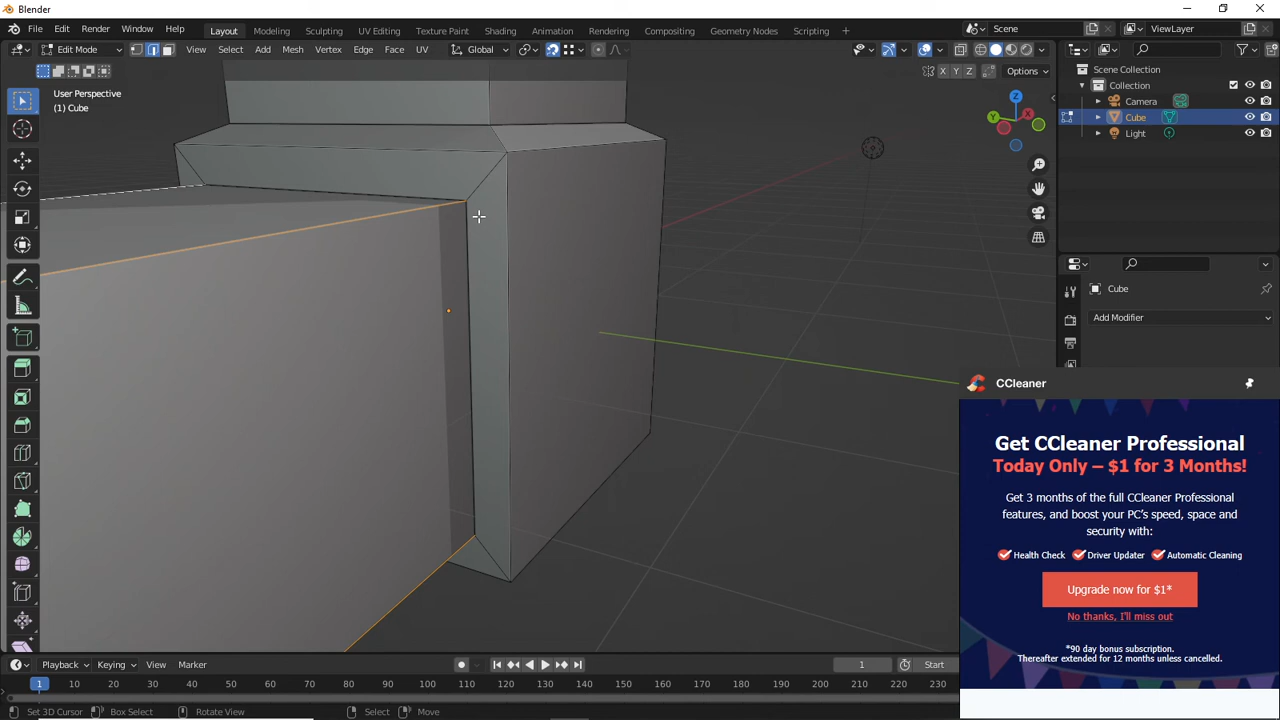 Blender
File Edit Render Window Help Layout Modeling Sculpting UV Editing Texture Paint Shading Animation Rendering Compositing Geometry Nodes Scripting Scene ViewLayer
Edit Mode View Select Add Mesh Vertex Edge Face UV Global
X Y Z Options
Scene Collection
Collection
Camera
Cube
Light
User Perspective
(1) Cube
Z
X
Y
Cube
Add Modifier
CCleaner
Get CCleaner Professional
Today Only – $1 for 3 Months!
Get 3 months of the full CCleaner Professional
features, and boost your PC's speed, space and
security with:
Health Check Driver Updater Automatic Cleaning
Upgrade now for $1*
No thanks, I'll miss out
*90 day bonus subscription.
Thereafter extended for 12 months unless cancelled.
Playback Keying View Marker 1 Start
1 10 20 30 40 50 60 70 80 90 100 110 120 130 140 150 160 170 180 190 200 210 220 230
Set 3D Cursor Box Select Rotate View Select Move